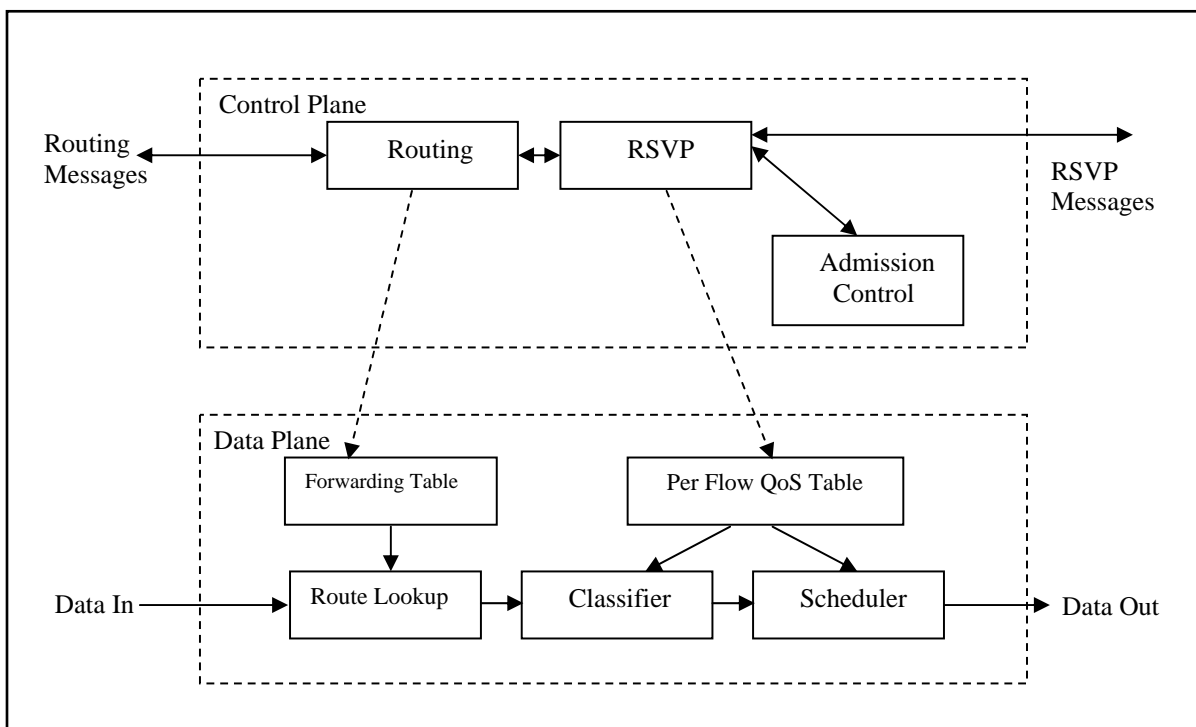 Control Plane
Routing
Messages
Routing
RSVP
RSVP
Messages
Admission
Control
Data Plane
Forwarding Table
Per Flow QoS Table
Data In
Route Lookup
Classifier
Scheduler
Data Out